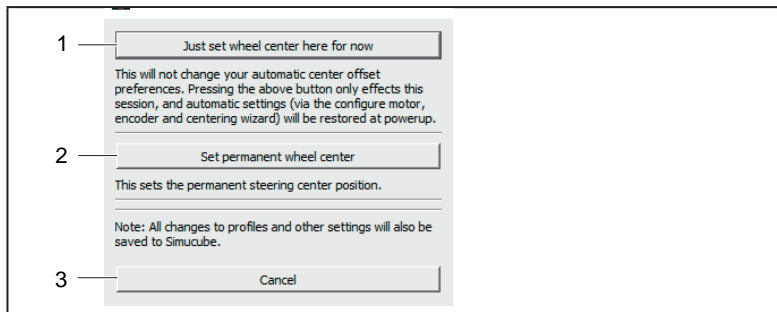 1
Just set wheel center here for now
This will not change your automatic center offset
preferences. Pressing the above button only effects this
session, and automatic settings (via the configure motor,
encoder and centering wizard) will be restored at powerup.
2
Set permanent wheel center
This sets the permanent steering center position.
Note: All changes to profiles and other settings will also be
saved to Simucube.
3
Cancel